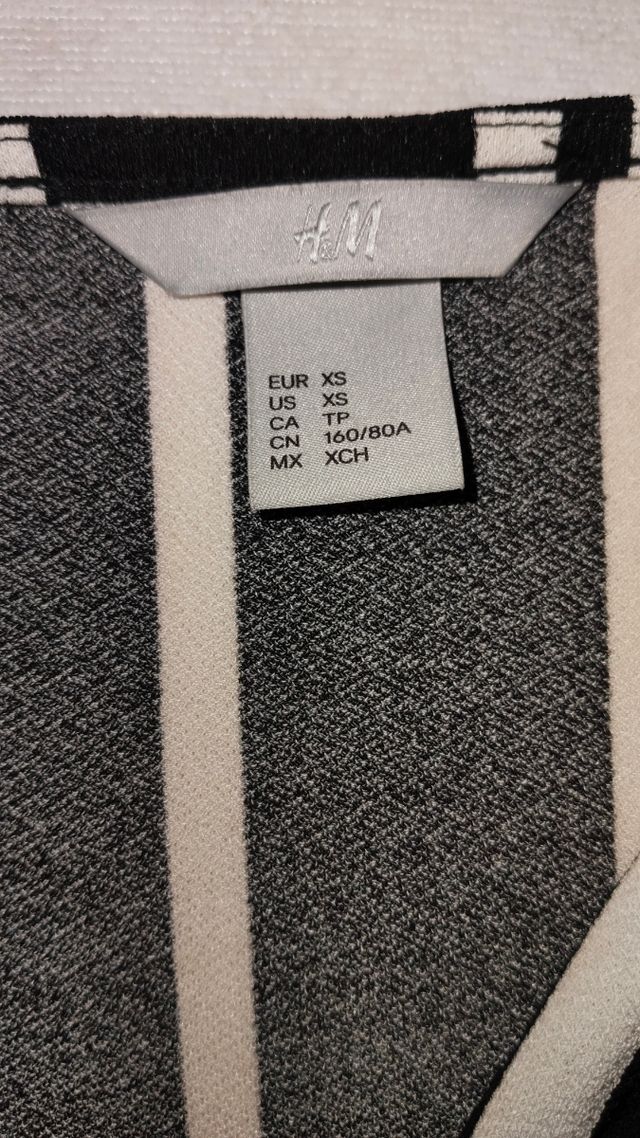 H&M
EUR XS
US XS
CA TP
CN 160/80A
MX XCH